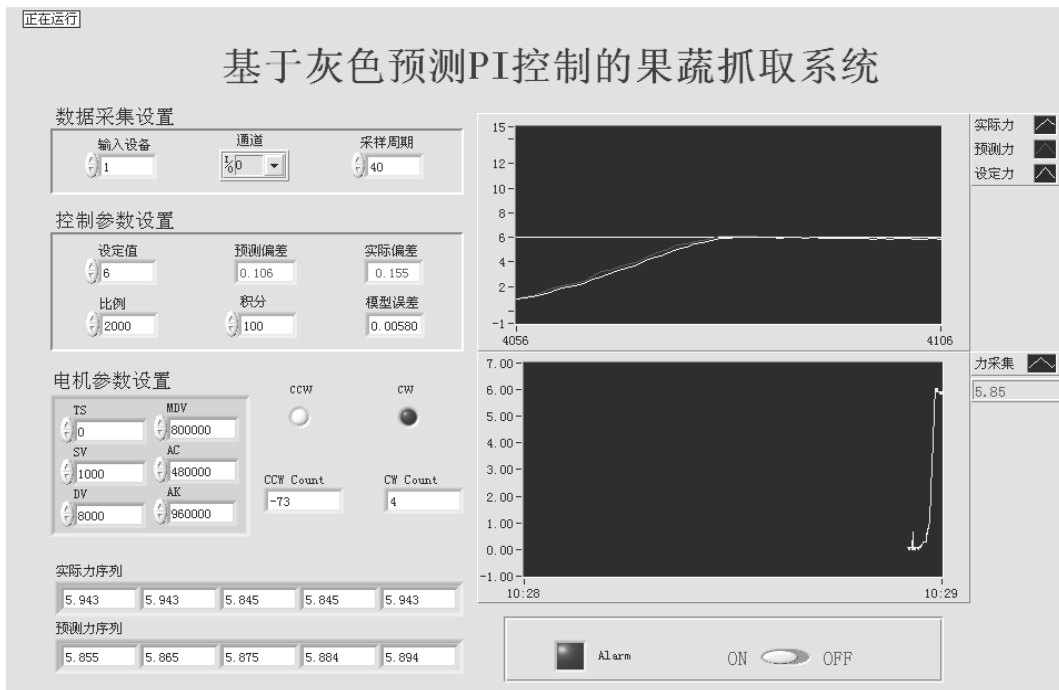 正在运行
基于灰色预测PI控制的果蔬抓取系统
数据采集设置
输入设备 通道 采样周期
1 I/O 0 40
控制参数设置
设定值 预测偏差 实际偏差
6 0.106 0.155
比例 积分 模型误差
2000 100 0.00580
电机参数设置
TS MDV
0 800000
SV AC
1000 480000
DV AK
8000 960000
CCW CW
CCW Count CW Count
-73 4
实际力序列
5.943 5.943 5.845 5.845 5.943
预测力序列
5.855 5.865 5.875 5.884 5.894
15
12
10
8
6
4
2
-1
4056 4106
实际力
预测力
设定力
7.00
6.00
5.00
4.00
3.00
2.00
1.00
0.00
-1.00
10:28 10:29
力采集
5.85
Alarm ON OFF